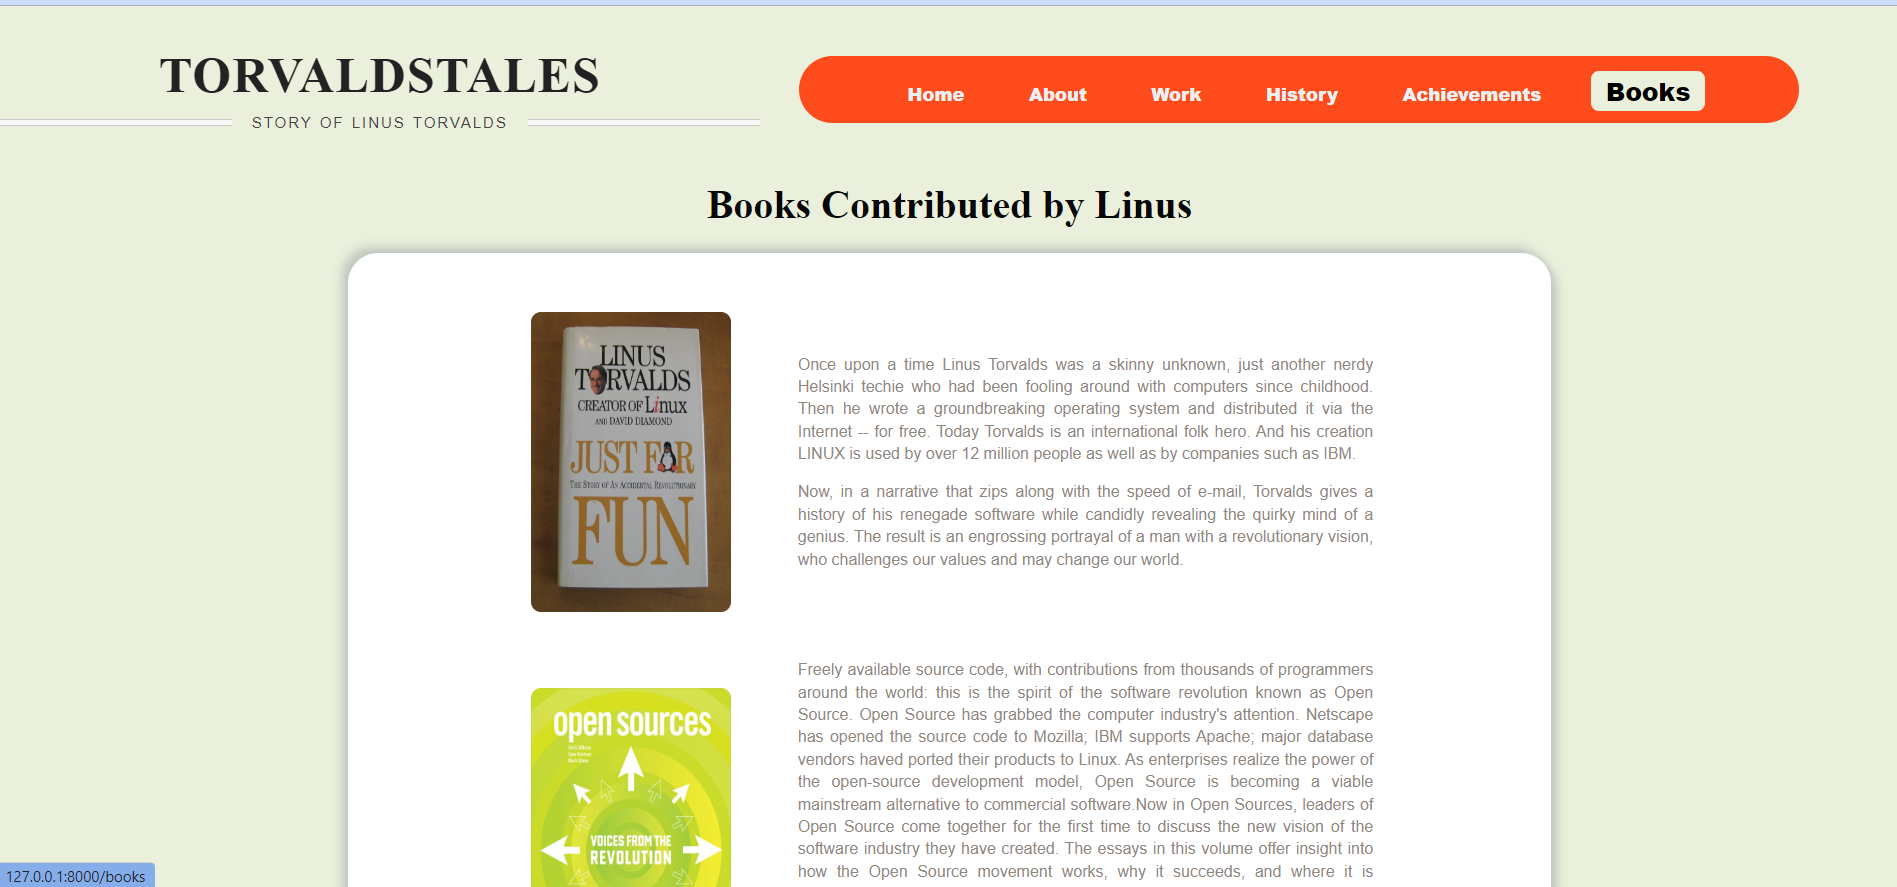 TORVALDSTALES
STORY OF LINUS TORVALDS
Home
About
Work
History
Achievements
Books
Books Contributed by Linus
LINUS
TORVALDS
CREATOR OF Linux
AND DAVID DIAMOND
JUST FOR
THE STORY OF AN ACCIDENTAL REVOLUTIONARY
FUN
Once upon a time Linus Torvalds was a skinny unknown, just another nerdy
Helsinki techie who had been fooling around with computers since childhood.
Then he wrote a groundbreaking operating system and distributed it via the
Internet -- for free. Today Torvalds is an international folk hero. And his creation
LINUX is used by over 12 million people as well as by companies such as IBM.
Now, in a narrative that zips along with the speed of e-mail, Torvalds gives a
history of his renegade software while candidly revealing the quirky mind of a
genius. The result is an engrossing portrayal of a man with a revolutionary vision,
who challenges our values and may change our world.
open sources
VOICES FROM THE
REVOLUTION
Freely available source code, with contributions from thousands of programmers
around the world: this is the spirit of the software revolution known as Open
Source. Open Source has grabbed the computer industry's attention. Netscape
has opened the source code to Mozilla; IBM supports Apache; major database
vendors haved ported their products to Linux. As enterprises realize the power of
the open-source development model, Open Source is becoming a viable
mainstream alternative to commercial software.Now in Open Sources, leaders of
Open Source come together for the first time to discuss the new vision of the
software industry they have created. The essays in this volume offer insight into
how the Open Source movement works, why it succeeds, and where it is
127.0.0.1:8000/books